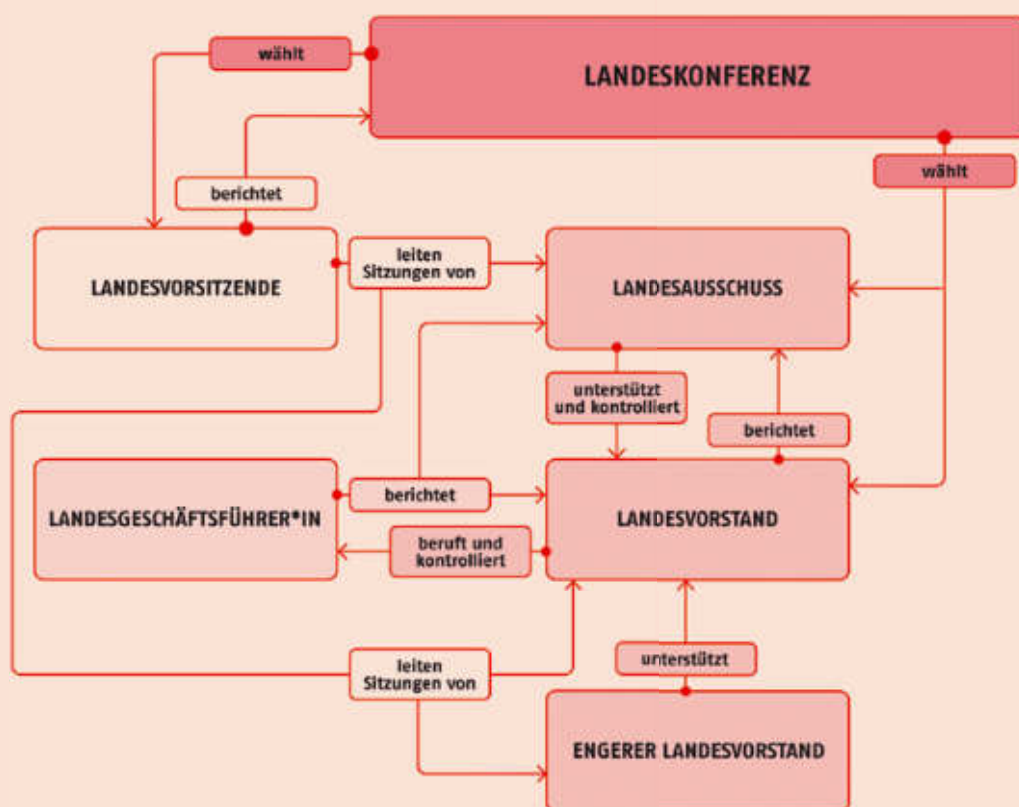 wählt
LANDESKONFERENZ
wählt
berichtet
leiten
Sitzungen von
LANDESVORSITZENDE
LANDESAUSSCHUSS
unterstützt
und kontrolliert
berichtet
LANDESGESCHÄFTSFÜHRER*IN
berichtet
LANDESVORSTAND
beruft und
kontrolliert
leiten
Sitzungen von
unterstützt
ENGERER LANDESVORSTAND